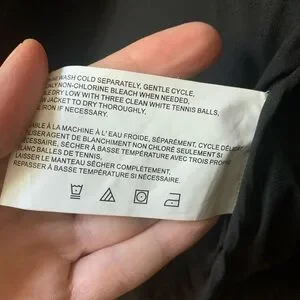 WASH COLD SEPARATELY, GENTLE CYCLE,
NON-CHLORINE BLEACH WHEN NEEDED,
DRY LOW WITH THREE CLEAN WHITE TENNIS BALLS,
JACKET TO DRY THOROUGHLY.
IRON IF NECESSARY.
À LA MACHINE À L' EAU FROIDE, SÉPARÉMENT, CYCLE
DE BLANCHIMENT NON CHLORÉ SEULEMENT SI
SÉCHER À BASSE TEMPÉRATURE AVEC TROIS
BALLES DE TENNIS,
LAISSER LE MANTEAU SÉCHER COMPLÈTEMENT,
REPASSER À BASSE TEMPÉRATURE SI NÉCESSAIRE